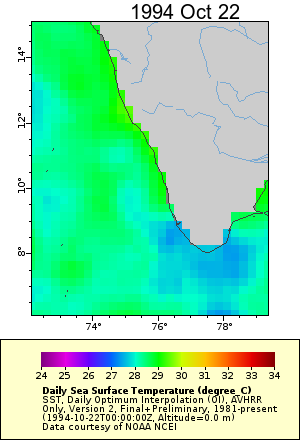 1994 Oct 22
14°
12°
10°
8°
74°
76°
78°
24 25 26 27 28 29 30 31 32 33 34
Daily Sea Surface Temperature (degree_C)
SST, Daily Optimum Interpolation (OI), AVHRR
Only, Version 2, Final+Preliminary, 1981-present
(1994-10-22T00:00:00Z, Altitude=0.0 m)
Data courtesy of NOAA NCEI